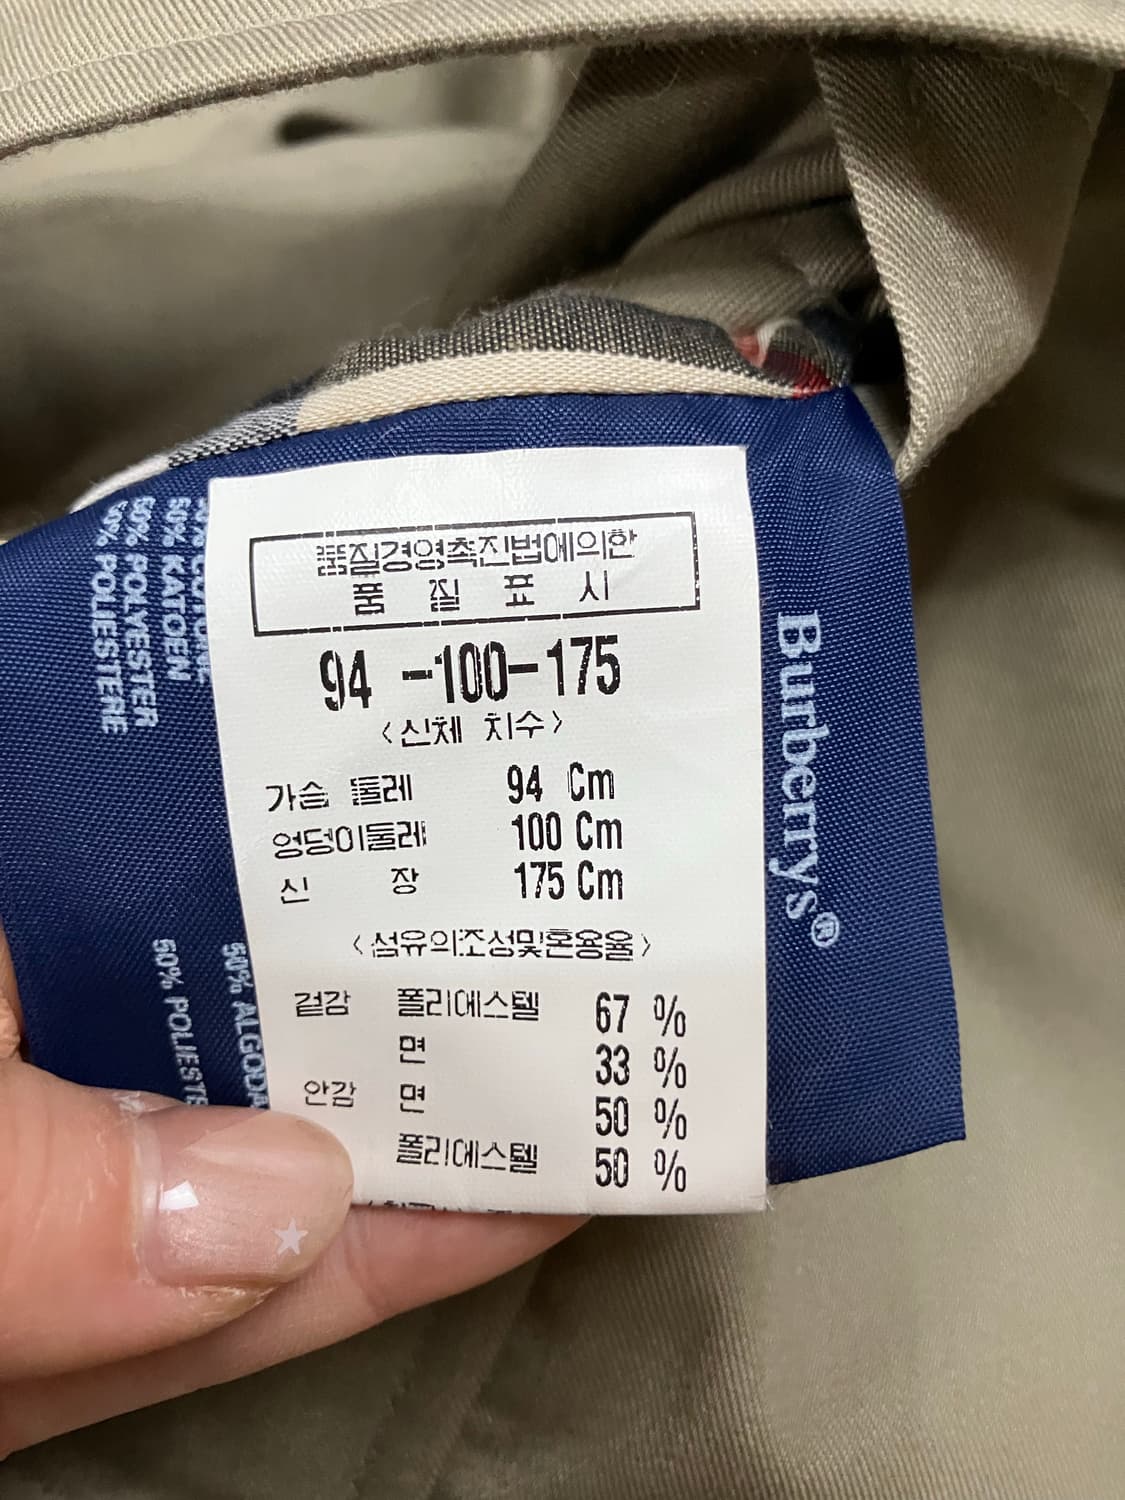 품질경영촉진법에의한
품 질 표 시
94 -100-175
<신체 치수>
가슴 둘레 94 Cm
엉덩이둘레 100 Cm
신 장 175 Cm
<섬유의조성및혼용율>
겉감 폴리에스텔 67 %
면 33 %
안감 면 50 %
폴리에스텔 50 %
Burberrys®
50% KATOEN
50% POLYESTER
50% POLIESTERE
50%
50% POLIESTE